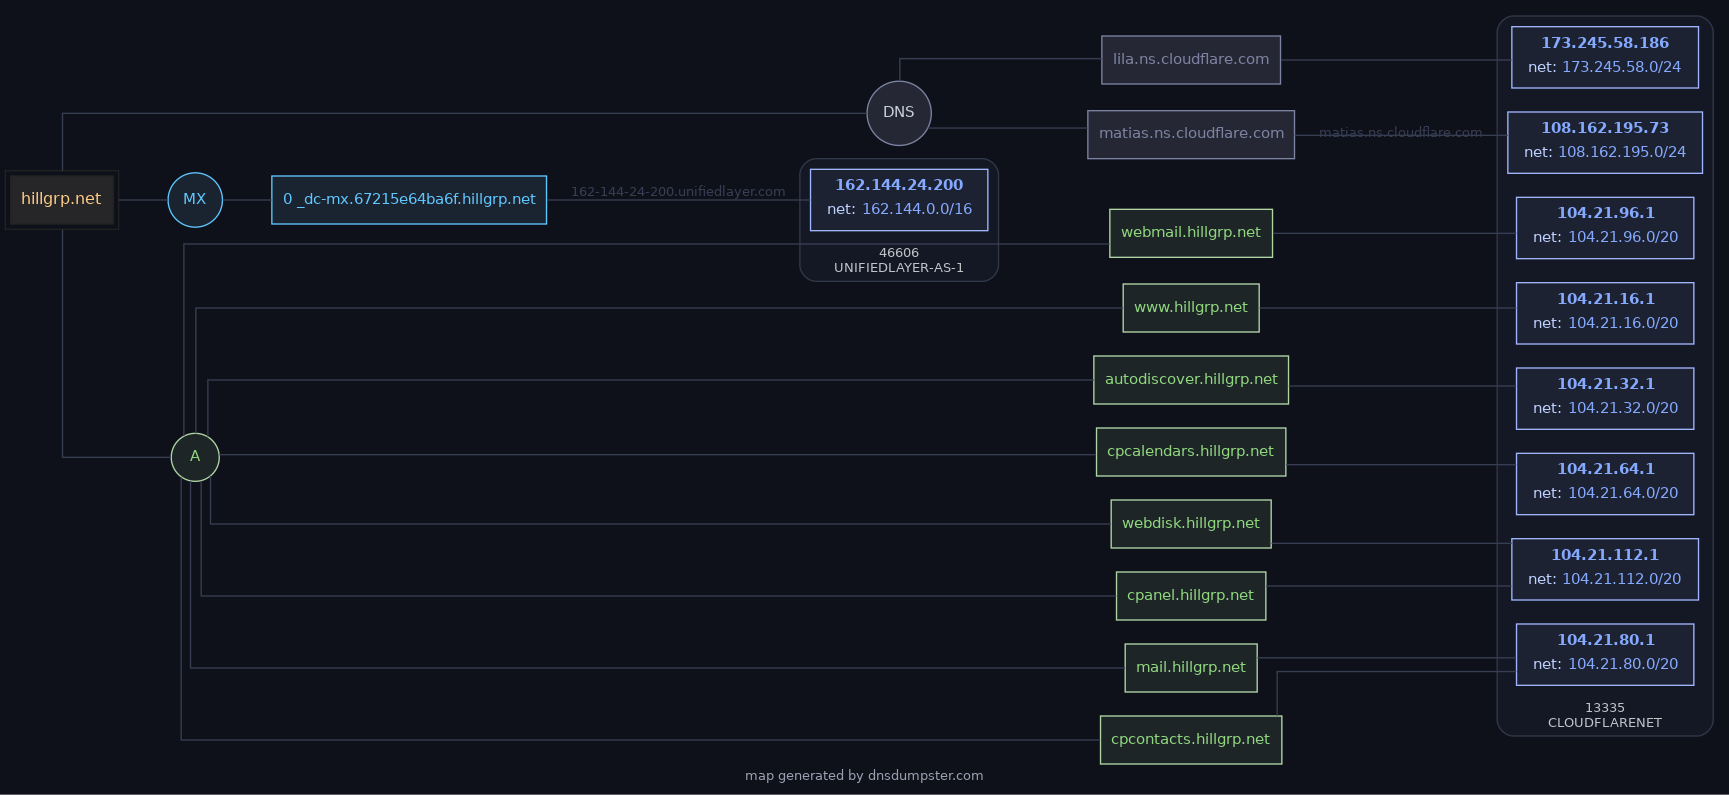 lila.ns.cloudflare.com
173.245.58.186
net: 173.245.58.0/24
DNS
matias.ns.cloudflare.com
matias.ns.cloudflare.com
108.162.195.73
net: 108.162.195.0/24
hillgrp.net
MX
0 _dc-mx.67215e64ba6f.hillgrp.net
162-144-24-200.unifiedlayer.com
162.144.24.200
net: 162.144.0.0/16
46606
UNIFIEDLAYER-AS-1
webmail.hillgrp.net
104.21.96.1
net: 104.21.96.0/20
www.hillgrp.net
104.21.16.1
net: 104.21.16.0/20
autodiscover.hillgrp.net
104.21.32.1
net: 104.21.32.0/20
A
cpcalendars.hillgrp.net
104.21.64.1
net: 104.21.64.0/20
webdisk.hillgrp.net
104.21.112.1
net: 104.21.112.0/20
cpanel.hillgrp.net
mail.hillgrp.net
104.21.80.1
net: 104.21.80.0/20
13335
CLOUDFLARENET
cpcontacts.hillgrp.net
map generated by dnsdumpster.com